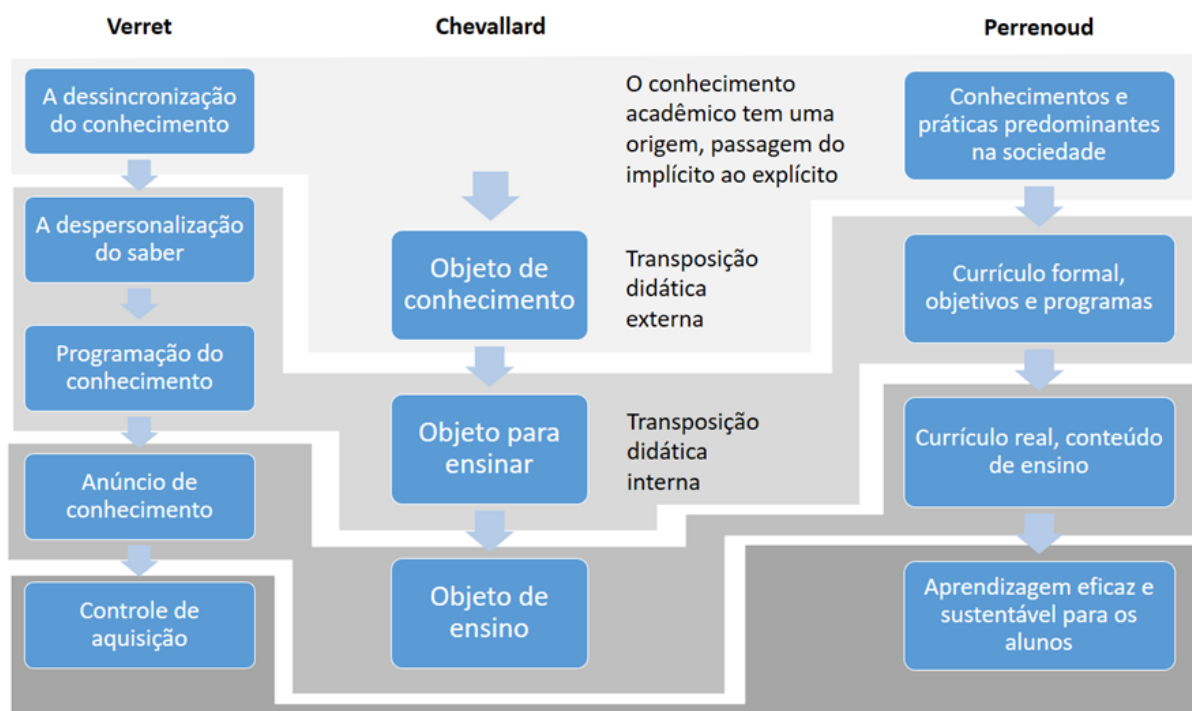 Verret
Chevallard
Perrenoud
A dessincronização
do conhecimento
A despersonalização
do saber
Programação do
conhecimento
Anúncio de
conhecimento
Controle de
aquisição
Objeto de
conhecimento
Objeto para
ensinar
Objeto de
ensino
O conhecimento
acadêmico tem uma
origem, passagem do
implícito ao explícito
Transposição
didática
externa
Transposição
didática
interna
Conhecimentos e
práticas predominantes
na sociedade
Currículo formal,
objetivos e programas
Currículo real, conteúdo
de ensino
Aprendizagem eficaz e
sustentável para os
alunos